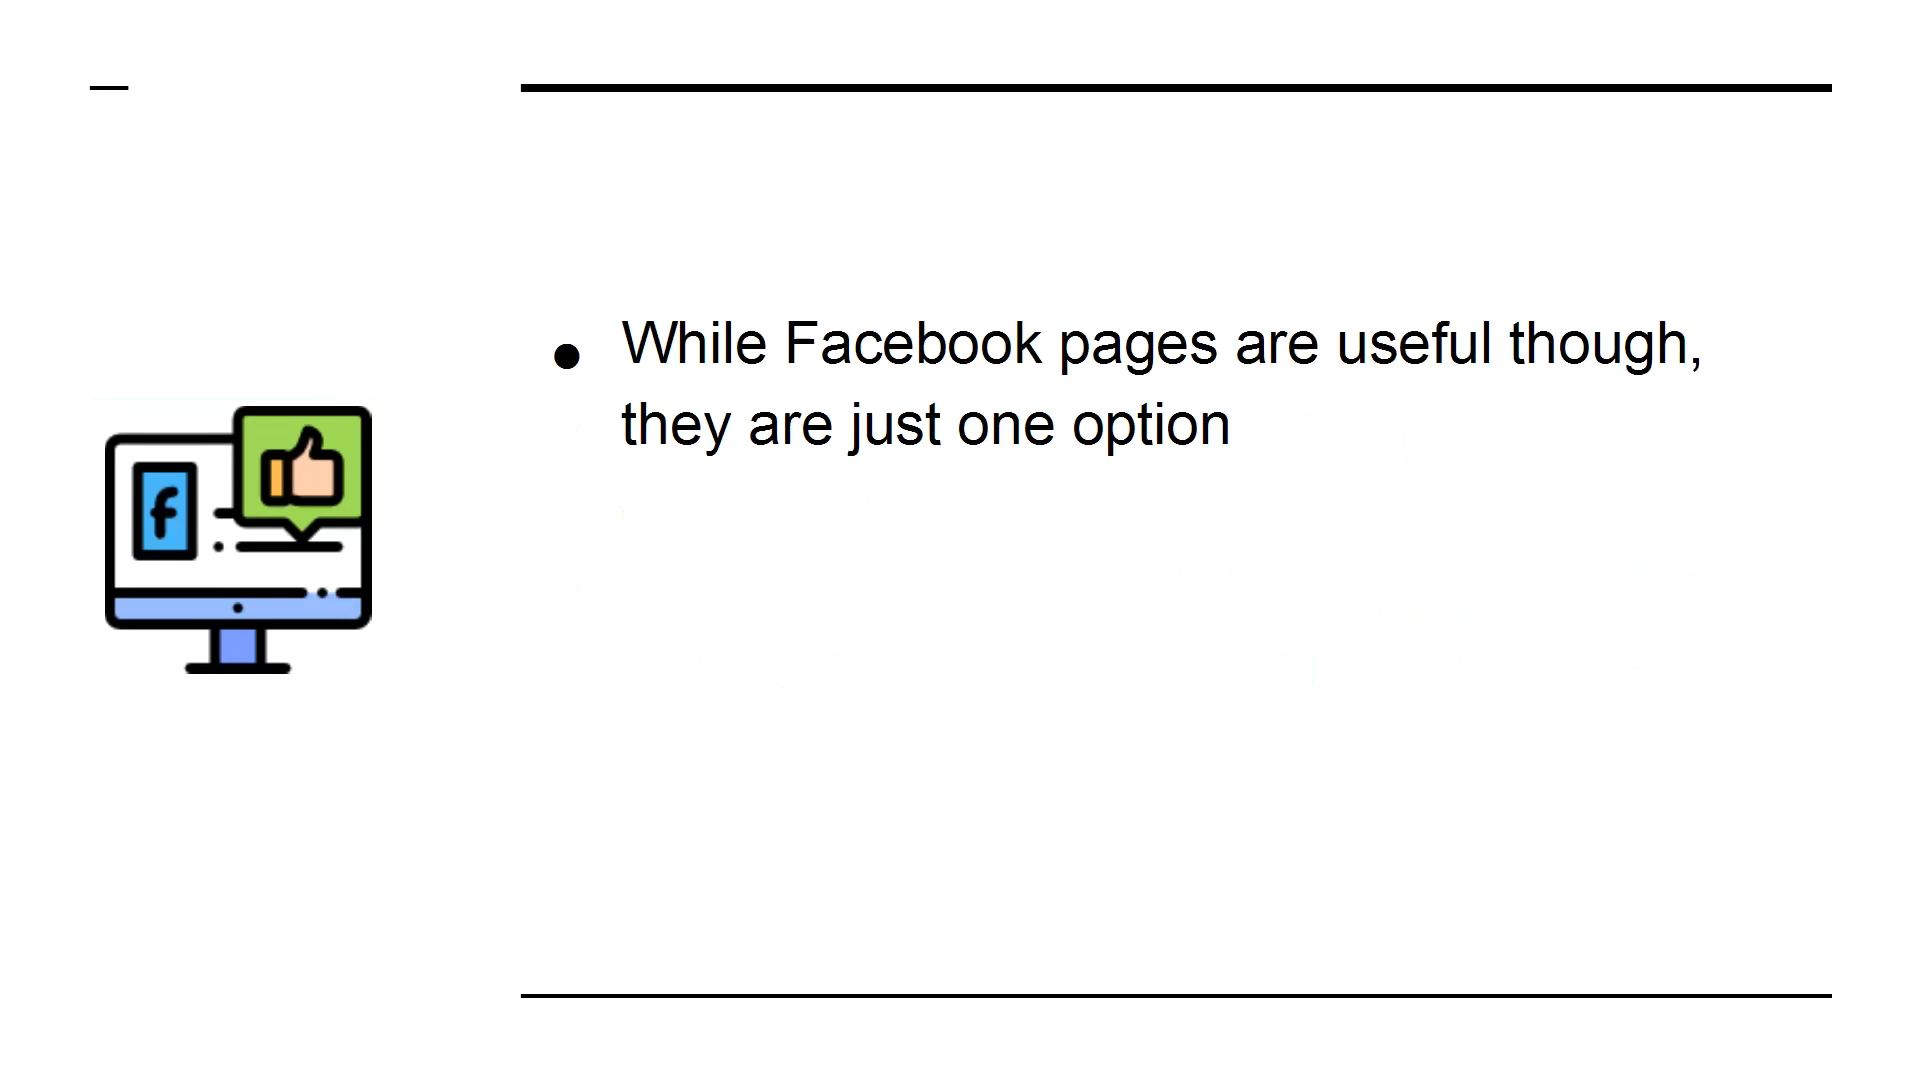 While Facebook pages are useful though,
they are just one option
f